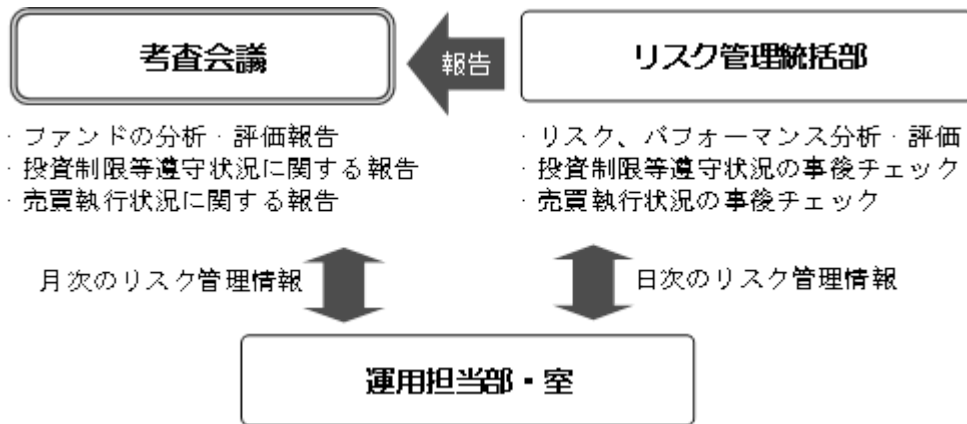 考査会議
報告
リスク管理統括部
· ファンドの分析・評価報告
· 投資制限等遵守状況に関する報告
· 売買執行状況に関する報告
· リスク、パフォーマンス分析・評価
· 投資制限等遵守状況の事後チェック
· 売買執行状況の事後チェック
月次のリスク管理情報
日次のリスク管理情報
運用担当部・室